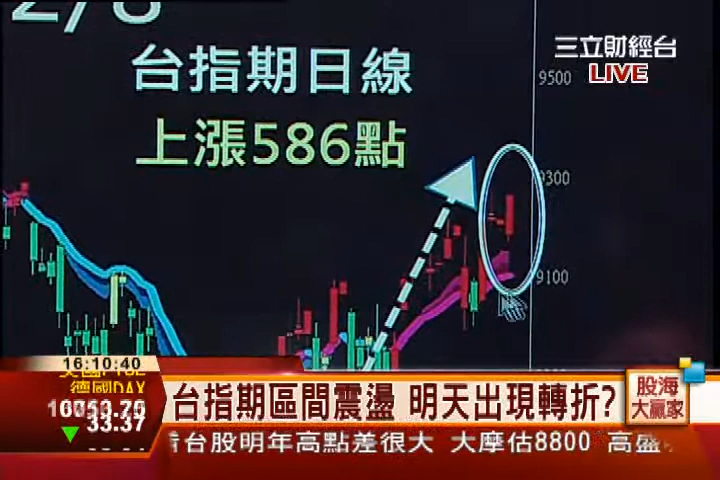 三立財經台
LIVE
台指期日線
上漲586點
9500
9300
9100
16:10:40
德國DAX
33.37
台指期區間震盪 明天出現轉折?
股海
大贏家
台股明年高點差很大 大摩估8800 高盛